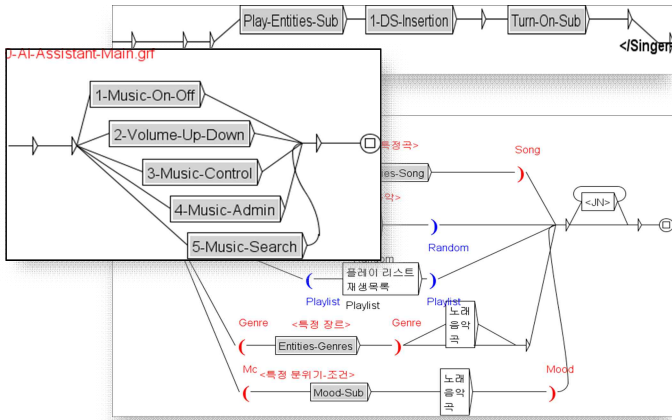 Play-Entities-Sub
1-DS-Insertion
Turn-On-Sub
</Singer
AI-Assistant-Main.grf
1-Music-On-Off
2-Volume-Up-Down
3-Music-Control
4-Music-Admin
5-Music-Search
특정곡>
Song
ies-Song
<JN>
악>
Random
플레이 리스트
재생목록
Playlist
Playlist
Playlist
Genre
<특정 장르>
Genre
노래
음악
곡
Entities-Genres
Mc
<특정 분위기-조건>
노래
음악
곡
Mood
Mood-Sub